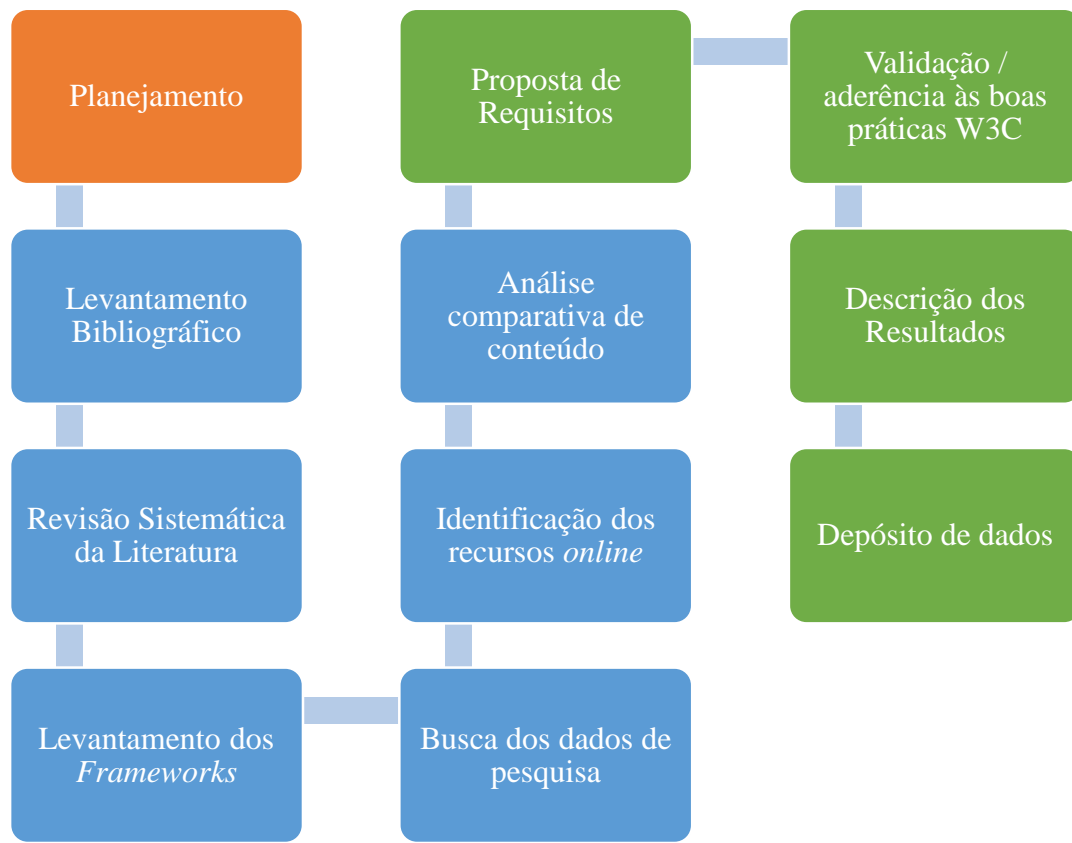 Planejamento
Levantamento
Bibliográfico
Revisão Sistemática
da Literatura
Levantamento dos
Frameworks
Busca dos dados de
pesquisa
Identificação dos
recursos online
Análise
comparativa de
conteúdo
Proposta de
Requisitos
Validação /
aderência às boas
práticas W3C
Descrição dos
Resultados
Depósito de dados